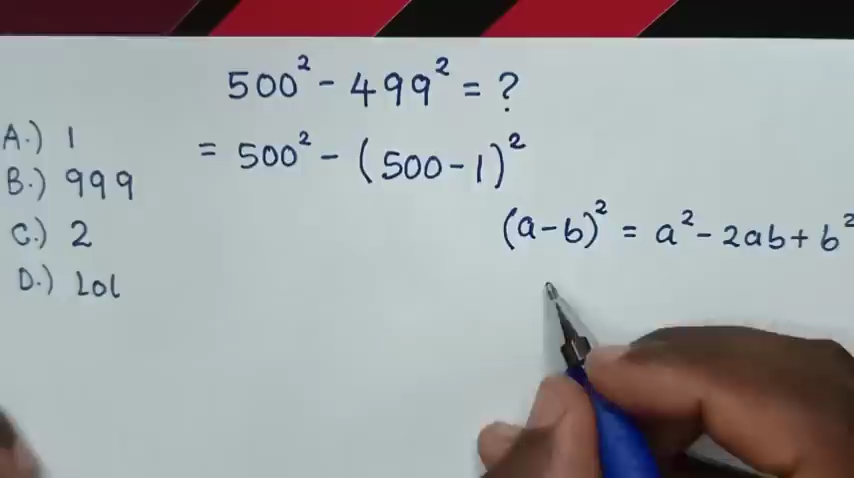 500² - 499² = ?
= 500² - (500 - 1)²
(a - b)² = a² - 2ab + b²
A.) 1
B.) 999
C.) 2
D.) Lol